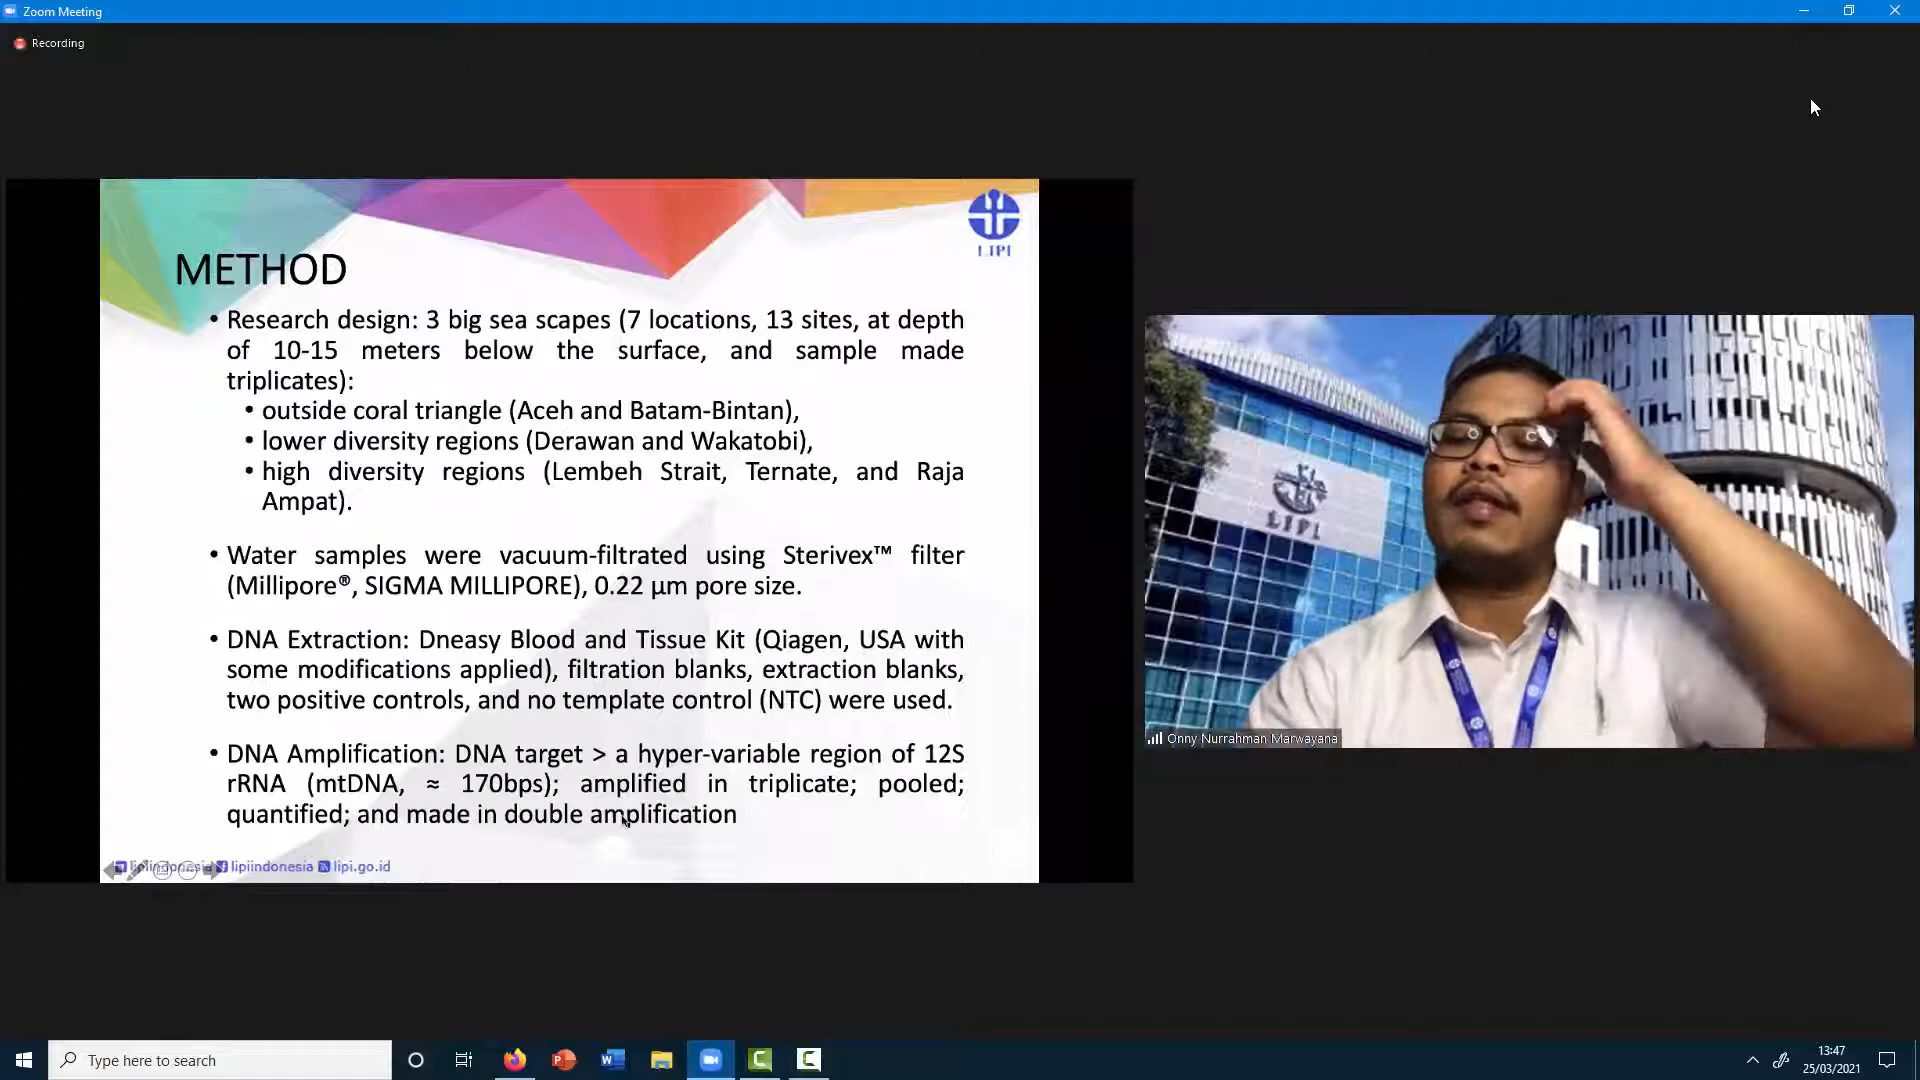 Zoom Meeting
Recording
LIPI
METHOD
• Research design: 3 big sea scapes (7 locations, 13 sites, at depth
of 10-15 meters below the surface, and sample made
triplicates):
• outside coral triangle (Aceh and Batam-Bintan),
• lower diversity regions (Derawan and Wakatobi),
• high diversity regions (Lembeh Strait, Ternate, and Raja
Ampat).
• Water samples were vacuum-filtrated using Sterivex™ filter
(Millipore®, SIGMA MILLIPORE), 0.22 µm pore size.
• DNA Extraction: Dneasy Blood and Tissue Kit (Qiagen, USA with
some modifications applied), filtration blanks, extraction blanks,
two positive controls, and no template control (NTC) were used.
• DNA Amplification: DNA target > a hyper-variable region of 12S
rRNA (mtDNA, ≈ 170bps); amplified in triplicate; pooled;
quantified; and made in double amplification
lipiindonesia lipiindonesia lipi.go.id
LIPI
Onny Nurrahman Marwayana
Type here to search
13:47
25/03/2021